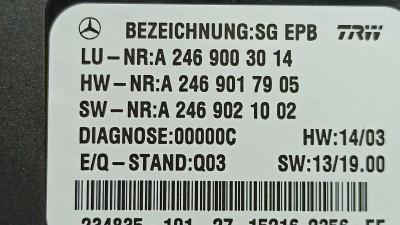 BEZEICHNUNG:SG EPB TRW
LU-NR:A 246 900 30 14
HW-NR:A 246 901 79 05
SW-NR:A 246 902 10 02
DIAGNOSE:00000C HW:14/03
E/Q-STAND:Q03 SW:13/19.00